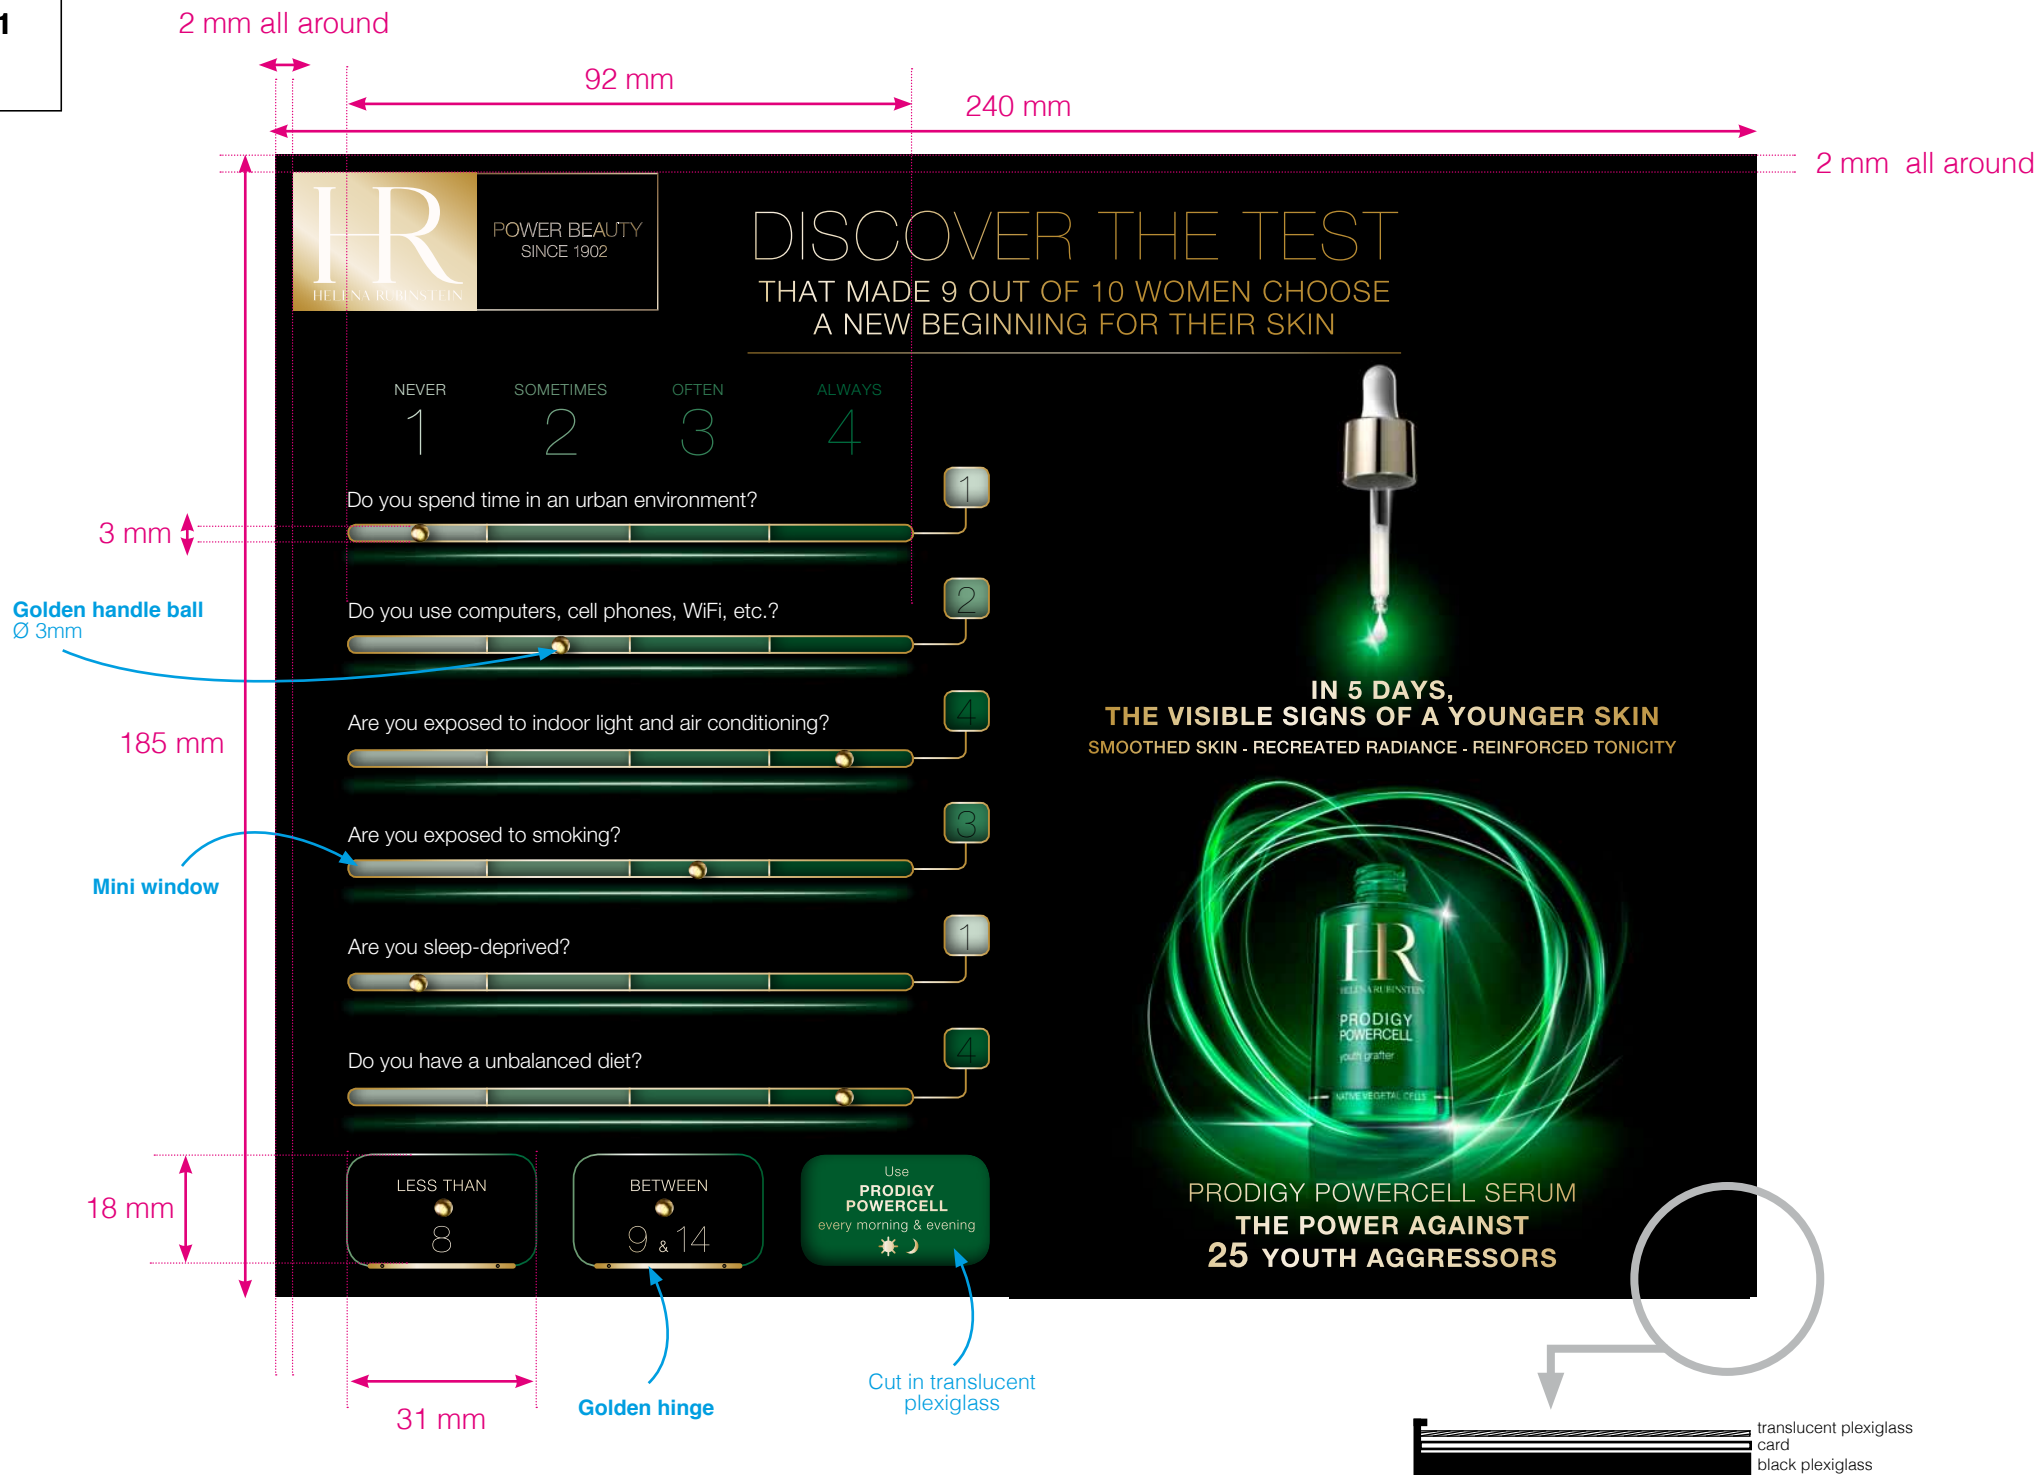 1
2 mm all around
92 mm
240 mm
2 mm  all around
HR
HELENA RUBINSTEIN
POWER BEAUTY
SINCE 1902
DISCOVER THE TEST
THAT MADE 9 OUT OF 10 WOMEN CHOOSE
A NEW BEGINNING FOR THEIR SKIN
NEVER SOMETIMES OFTEN ALWAYS
1 2 3 4
Do you spend time in an urban environment?
1
3 mm
Do you use computers, cell phones, WiFi, etc.?
2
Golden handle ball
Ø 3mm
Are you exposed to indoor light and air conditioning?
4
185 mm
Are you exposed to smoking?
3
Mini window
Are you sleep-deprived?
1
Do you have a unbalanced diet?
4
18 mm
LESS THAN
8
BETWEEN
9 & 14
Use
PRODIGY
POWERCELL
every morning & evening
31 mm
Golden hinge
Cut in translucent
plexiglass
IN 5 DAYS,
THE VISIBLE SIGNS OF A YOUNGER SKIN
SMOOTHED SKIN - RECREATED RADIANCE - REINFORCED TONICITY
HR
HELENA RUBINSTEIN
PRODIGY
POWERCELL
youth grafter
NATIVE VEGETAL CELLS
PRODIGY POWERCELL SERUM
THE POWER AGAINST
25 YOUTH AGGRESSORS
translucent plexiglass
card
black plexiglass